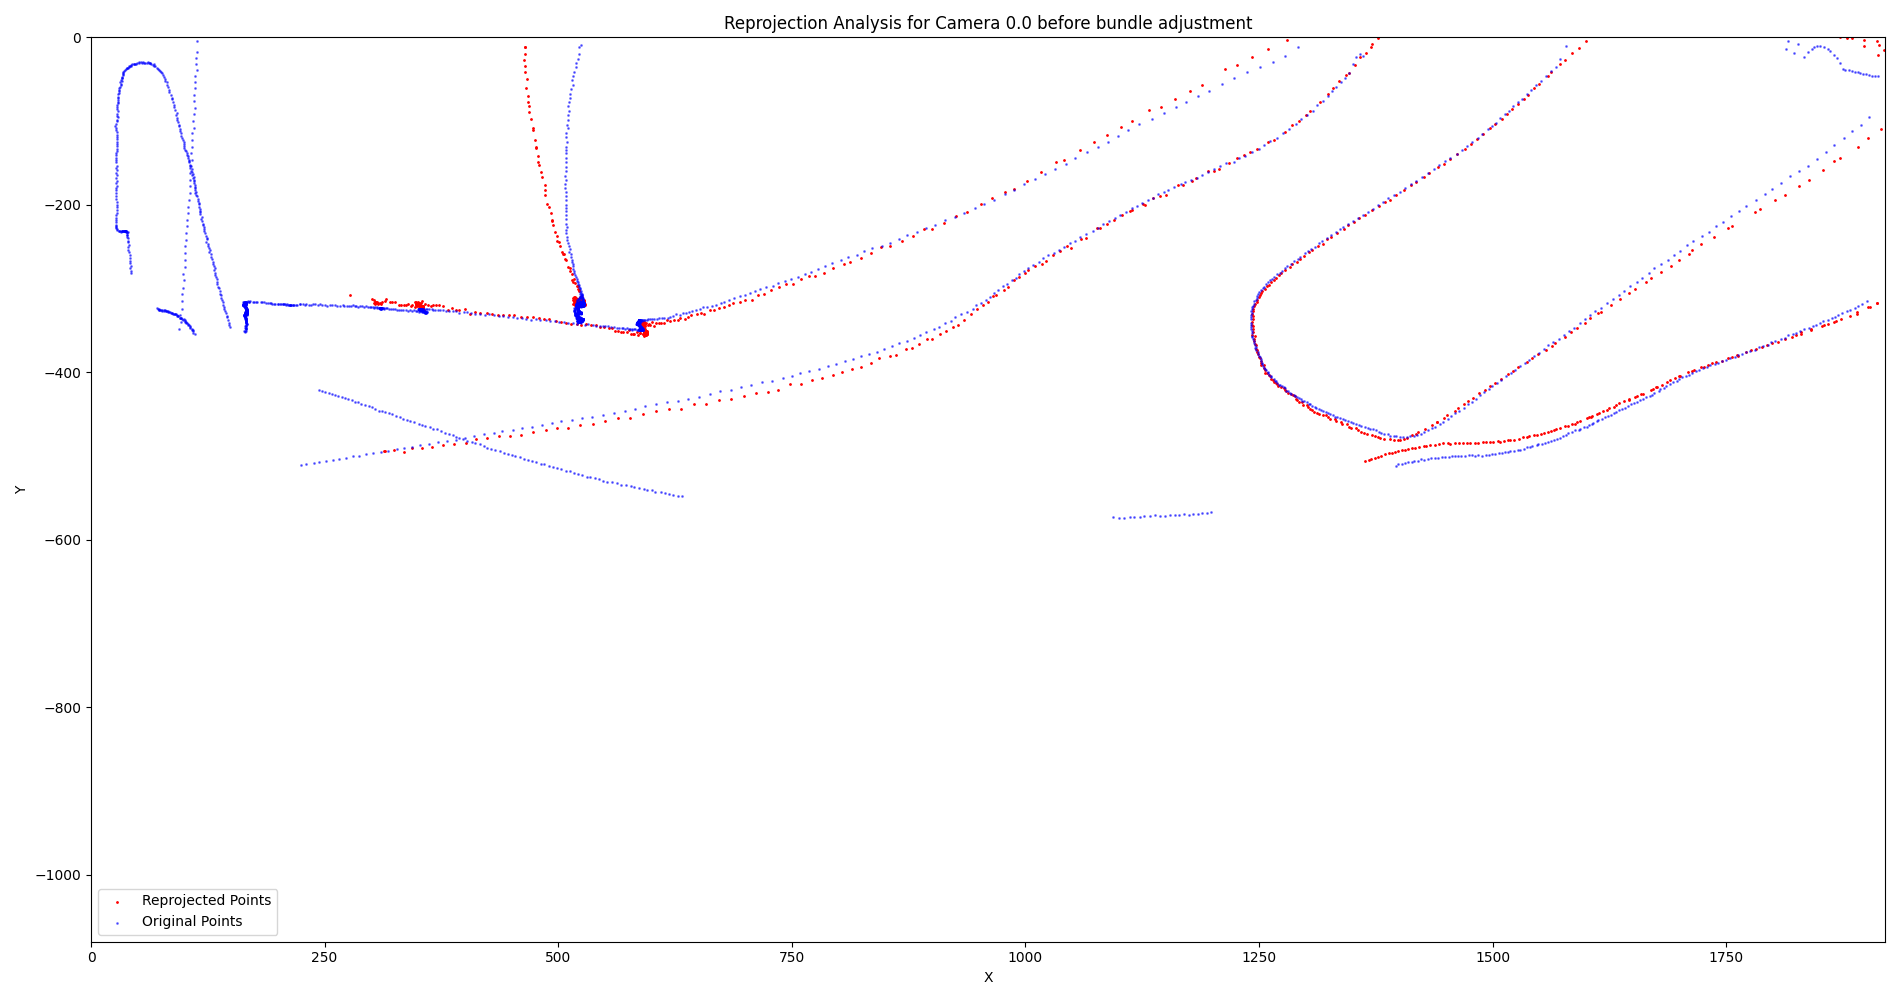 Reprojection Analysis for Camera 0.0 before bundle adjustment
0
−200
−400
−600
−800
−1000
Y
Reprojected Points
Original Points
0 250 500 750 1000 1250 1500 1750
X